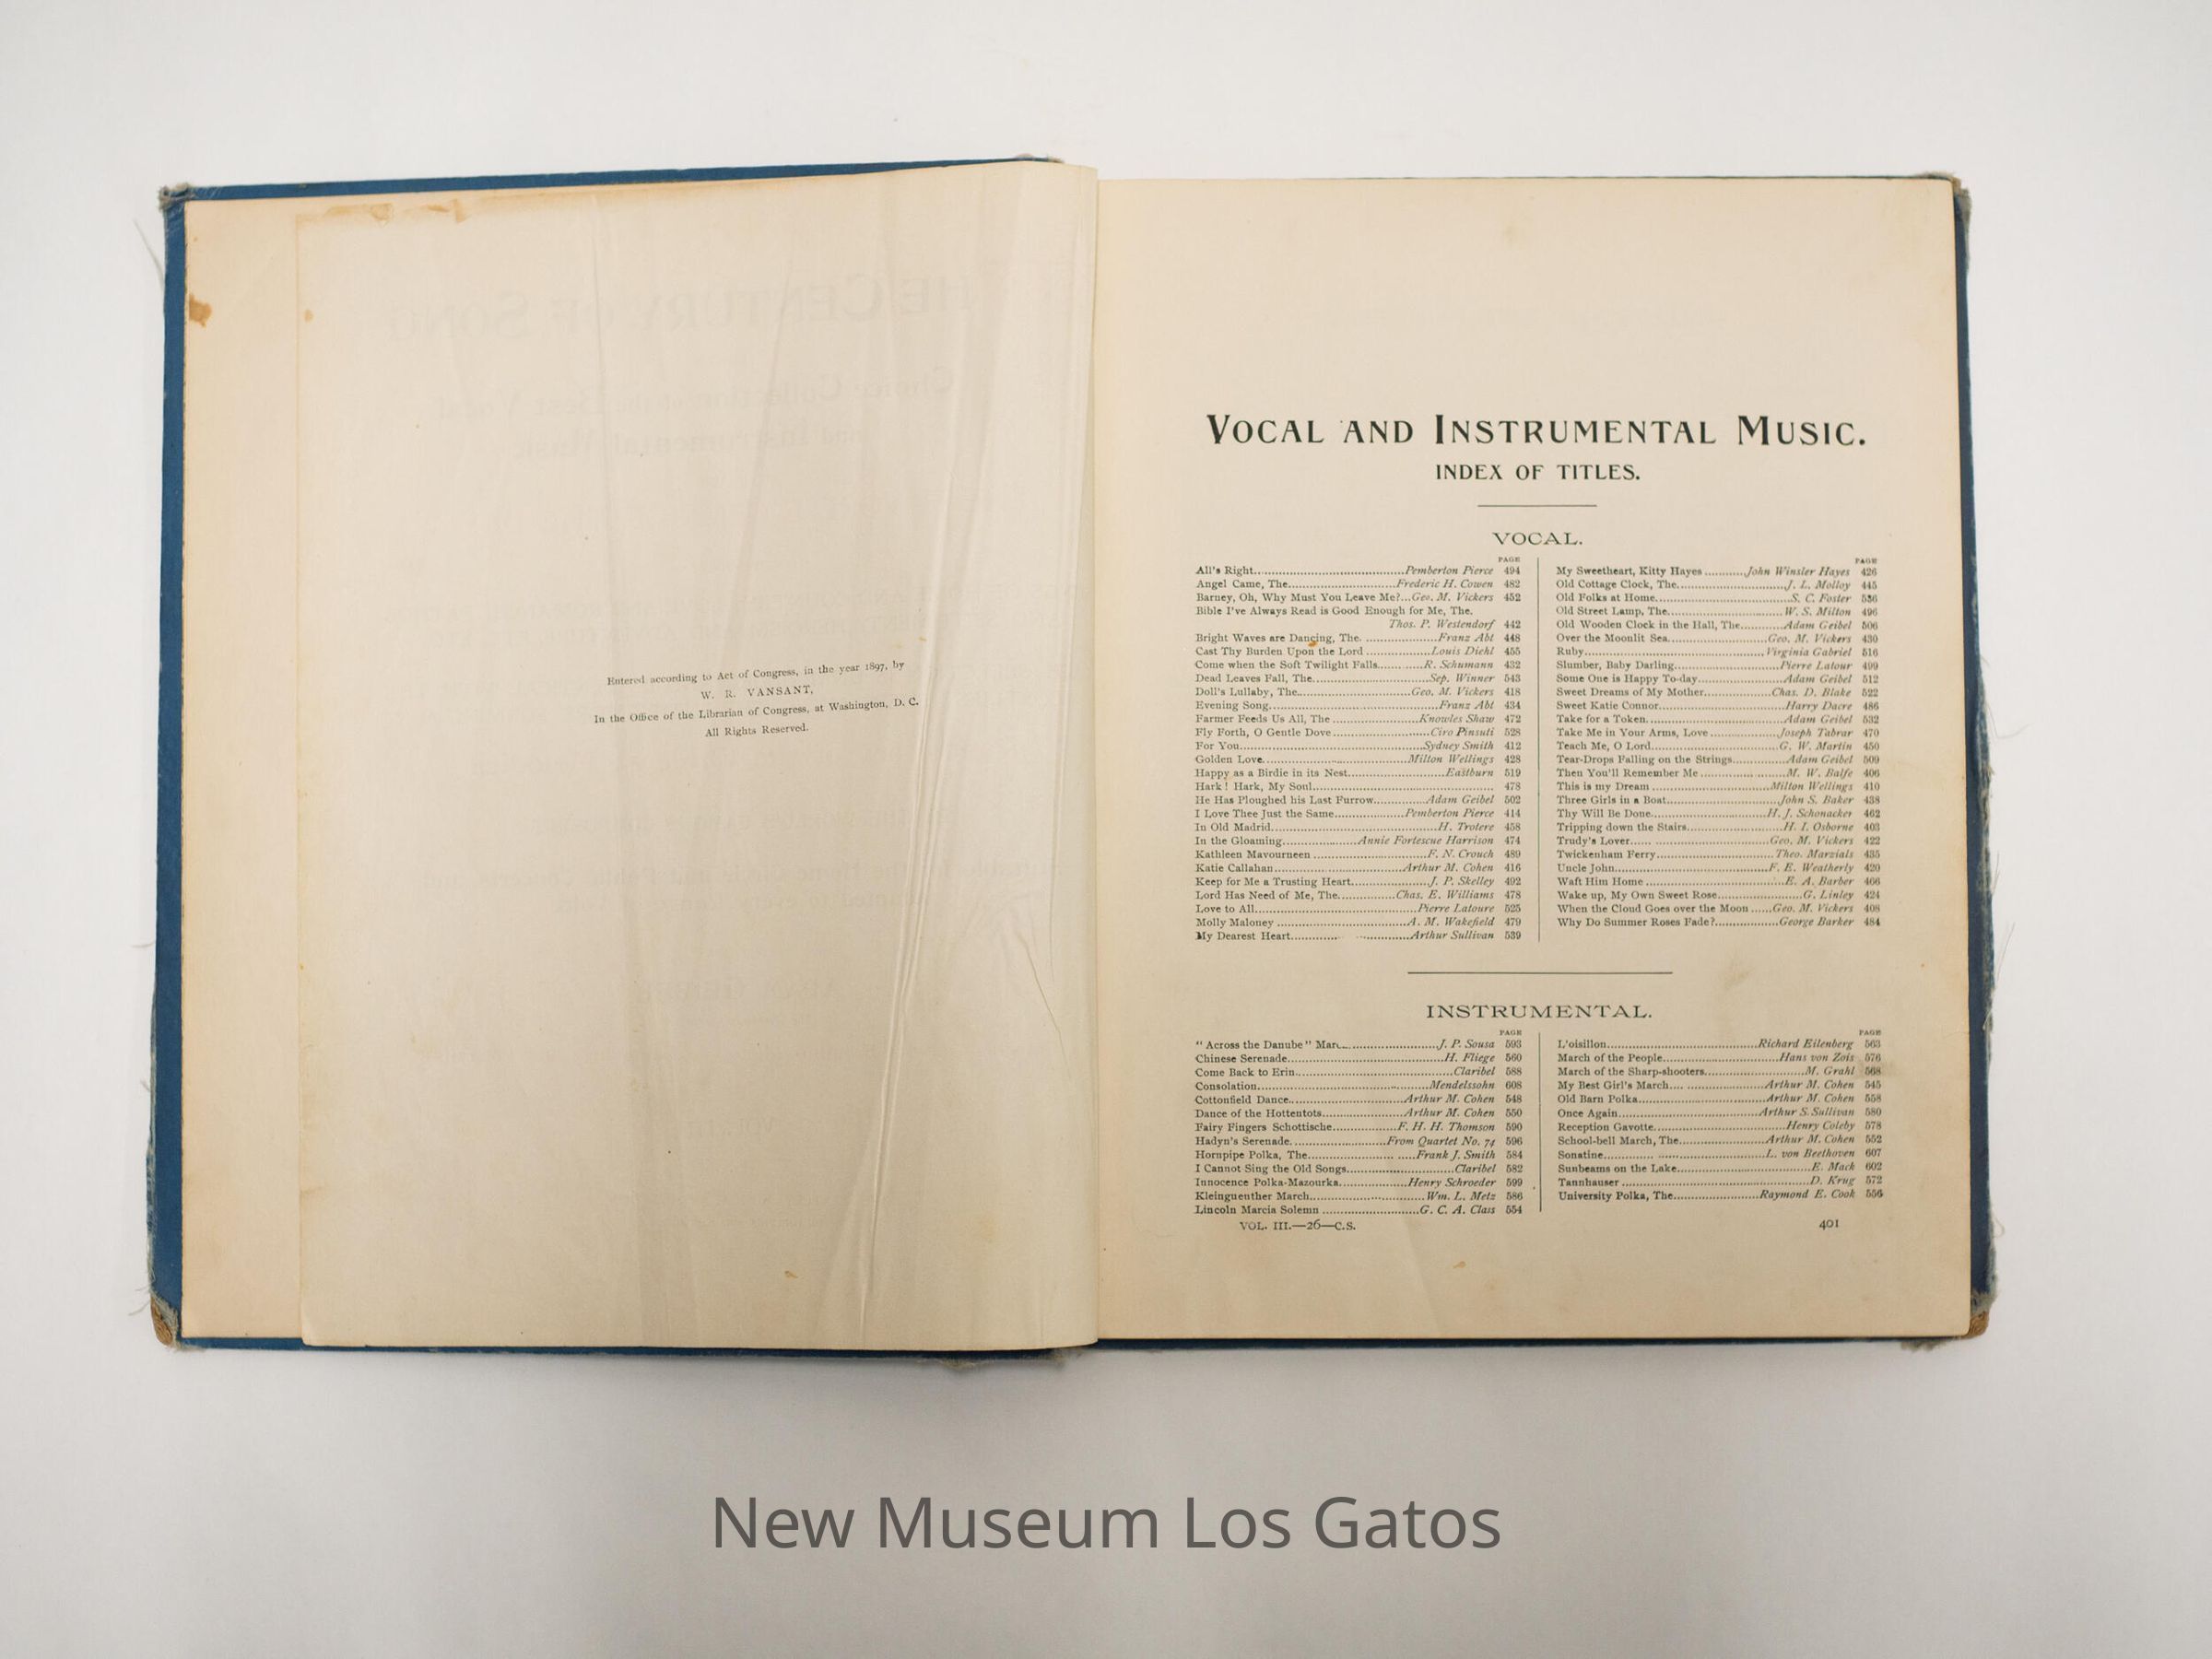 Entered according to Act of Congress, in the year 1897, by
W. R. VANSANT,
In the Office of the Librarian of Congress, at Washington, D. C.
All Rights Reserved.
VOCAL AND INSTRUMENTAL MUSIC.
INDEX OF TITLES.
VOCAL.
PAGE
All's Right Pemberton Pierce 494
Angel Came, The Frederic H. Cowen 482
Barney, Oh, Why Must You Leave Me? Geo. M. Vickers 452
Bible I've Always Read is Good Enough for Me, The.
Thos. P. Westendorf 442
Bright Waves are Dancing, The. Franz Abt 448
Cast Thy Burden Upon the Lord Louis Diehl 455
Come when the Soft Twilight Falls R. Schumann 432
Dead Leaves Fall, The Sep. Winner 543
Doll's Lullaby, The Geo. M. Vickers 418
Evening Song Franz Abt 434
Farmer Feeds Us All, The Knowles Shaw 472
Fly Forth, O Gentle Dove Ciro Pinsuti 528
For You Sydney Smith 412
Golden Love Milton Wellings 428
Happy as a Birdie in its Nest Eastburn 519
Hark! Hark, My Soul 478
He Has Ploughed his Last Furrow Adam Geibel 502
I Love Thee Just the Same Pemberton Pierce 414
In Old Madrid H. Trotere 458
In the Gloaming Annie Fortescue Harrison 474
Kathleen Mavourneen F. N. Crouch 489
Katie Callahan Arthur M. Cohen 416
Keep for Me a Trusting Heart J. P. Skelley 492
Lord Has Need of Me, The Chas. E. Williams 478
Love to All Pierre Latoure 525
Molly Maloney A. M. Wakefield 479
My Dearest Heart Arthur Sullivan 539
PAGE
My Sweetheart, Kitty Hayes John Winsler Hayes 426
Old Cottage Clock, The J. L. Molloy 445
Old Folks at Home S. C. Foster 536
Old Street Lamp, The W. S. Milton 496
Old Wooden Clock in the Hall, The Adam Geibel 506
Over the Moonlit Sea Geo. M. Vickers 430
Ruby Virginia Gabriel 516
Slumber, Baby Darling Pierre Latour 499
Some One is Happy To-day Adam Geibel 512
Sweet Dreams of My Mother Chas. D. Blake 522
Sweet Katie Connor Harry Dacre 486
Take for a Token Adam Geibel 532
Take Me in Your Arms, Love Joseph Tabrar 470
Teach Me, O Lord G. W. Martin 450
Tear-Drops Falling on the Strings Adam Geibel 509
Then You'll Remember Me M. W. Balfe 406
This is my Dream Milton Wellings 410
Three Girls in a Boat John S. Baker 438
Thy Will Be Done H. J. Schonacker 462
Tripping down the Stairs H. I. Osborne 403
Trudy's Lover Geo. M. Vickers 422
Twickenham Ferry Theo. Marzials 435
Uncle John F. E. Weatherly 420
Waft Him Home E. A. Barber 466
Wake up, My Own Sweet Rose G. Linley 424
When the Cloud Goes over the Moon Geo. M. Vickers 408
Why Do Summer Roses Fade? George Barker 484
INSTRUMENTAL.
PAGE
"Across the Danube" J. P. Sousa 593
Chinese Serenade H. Fliege 560
Come Back to Erin Claribel 588
Consolation Mendelssohn 608
Cottonfield Dance Arthur M. Cohen 548
Dance of the Hottentots Arthur M. Cohen 550
Fairy Fingers Schottische F. H. H. Thomson 590
Hadyn's Serenade From Quartet No. 74 596
Hornpipe Polka, The Frank J. Smith 584
I Cannot Sing the Old Songs Claribel 582
Innocence Polka-Mazourka Henry Schroeder 599
Kleinguenther March Wm. L. Metz 586
Lincoln Marcia Solemn G. C. A. Class 554
PAGE
L'oisillon Richard Eilenberg 563
March of the People Hans von Zois 576
March of the Sharp-shooters M. Grahl 568
My Best Girl's March Arthur M. Cohen 545
Old Barn Polka Arthur M. Cohen 558
Once Again Arthur S. Sullivan 580
Reception Gavotte Henry Coleby 578
School-bell March, The Arthur M. Cohen 552
Sonatine L. von Beethoven 607
Sunbeams on the Lake E. Mack 602
Tannhauser D. Krug 572
University Polka, The Raymond E. Cook 556
VOL. III.—26—C.S.
401
New Museum Los Gatos